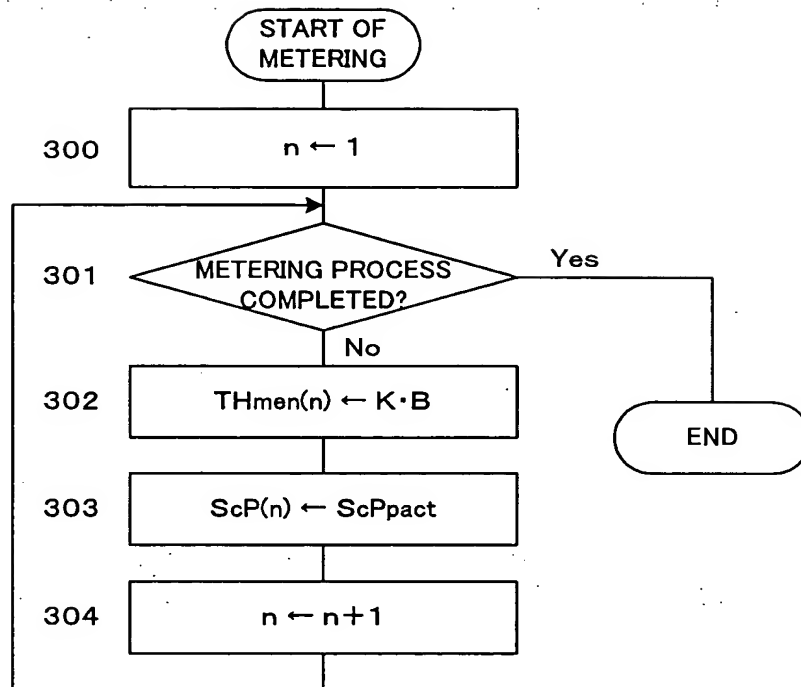 START OF
METERING
300
n ← 1
301
METERING PROCESS
COMPLETED?
Yes
No
302
THmen(n) ← K·B
END
303
ScP(n) ← ScPpact
304
n ← n+1